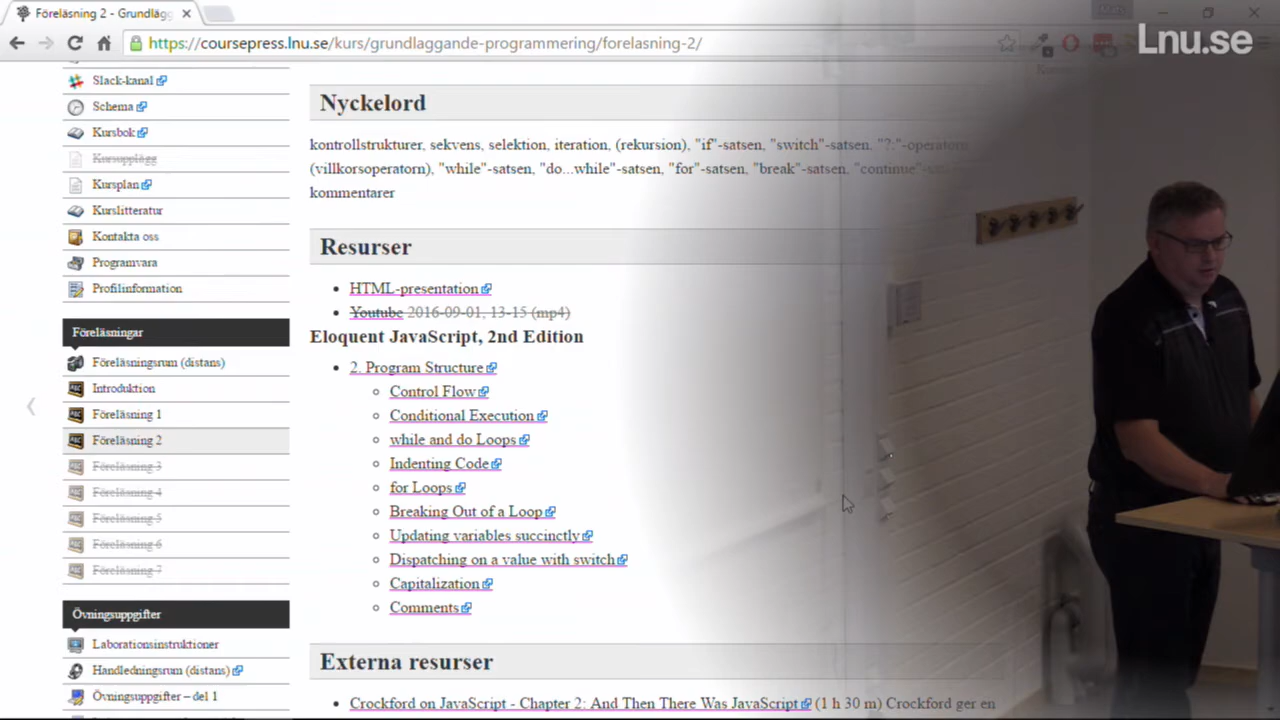 Föreläsning 2 - Grundlägg
https://coursepress.lnu.se/kurs/grundlaggande-programmering/forelasning-2/
Lnu.se
Slack-kanal
Schema
Kursbok
Kursupplägg
Kursplan
Kurslitteratur
Kontakta oss
Programvara
Profilinformation
Föreläsningar
Föreläsningsrum (distans)
Introduktion
Föreläsning 1
Föreläsning 2
Föreläsning 3
Föreläsning 4
Föreläsning 5
Föreläsning 6
Föreläsning 7
Övningsuppgifter
Laborationsinstruktioner
Handledningsrum (distans)
Övningsuppgifter – del 1
Nyckelord
kontrollstrukturer, sekvens, selektion, iteration, (rekursion), "if"-satsen, "switch"-satsen, "?:"-operatorn
(villkorsoperatorn), "while"-satsen, "do...while"-satsen, "for"-satsen, "break"-satsen, "continue"-
kommentarer
Resurser
HTML-presentation
Youtube 2016-09-01, 13-15 (mp4)
Eloquent JavaScript, 2nd Edition
2. Program Structure
Control Flow
Conditional Execution
while and do Loops
Indenting Code
for Loops
Breaking Out of a Loop
Updating variables succinctly
Dispatching on a value with switch
Capitalization
Comments
Externa resurser
Crockford on JavaScript - Chapter 2: And Then There Was JavaScript (1 h 30 m) Crockford ger en